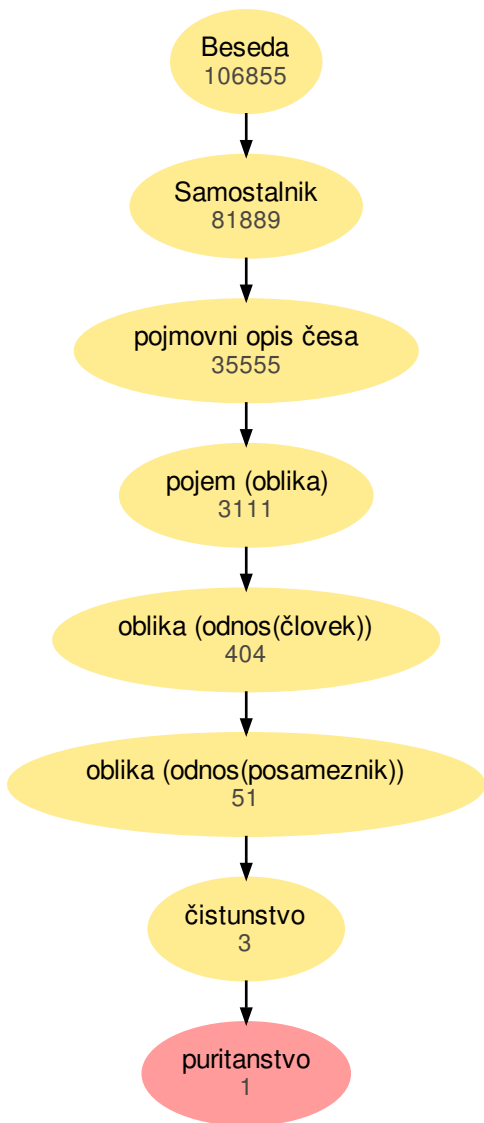 Beseda
106855
Samostalnik
81889
pojmovni opis česa
35555
pojem (oblika)
3111
oblika (odnos(človek))
404
oblika (odnos(posameznik))
51
čistunstvo
3
puritanstvo
1